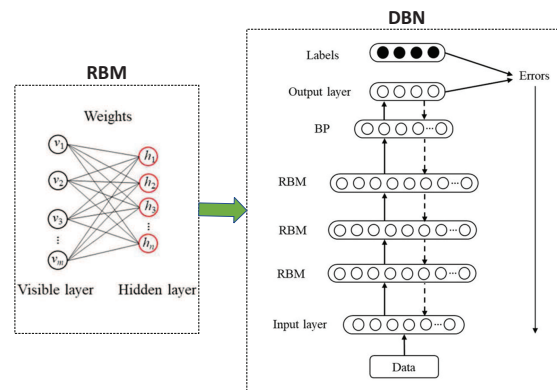 RBM
Weights
v1
v2
v3
vm
h1
h2
h3
hn
Visible layer
Hidden layer
DBN
Labels
Errors
Output layer
BP
RBM
RBM
RBM
Input layer
Data